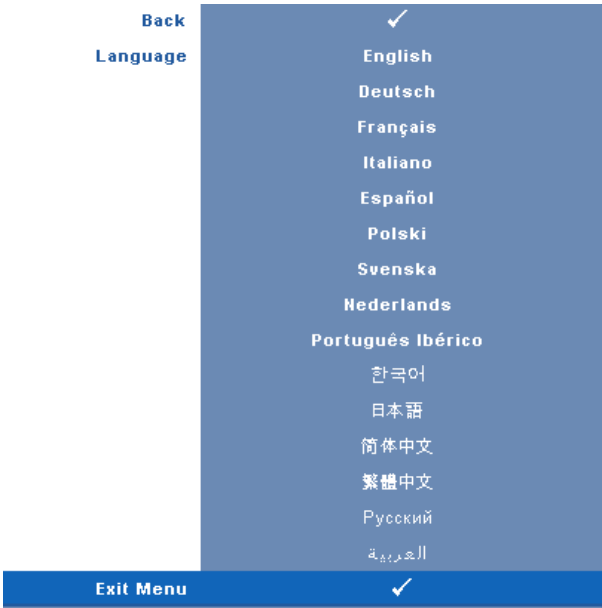 Back ✓
Language English
Deutsch
Français
Italiano
Español
Polski
Svenska
Nederlands
Português Ibérico
한국어
日本語
简体中文
繁體中文
Русский
العربية
Exit Menu ✓